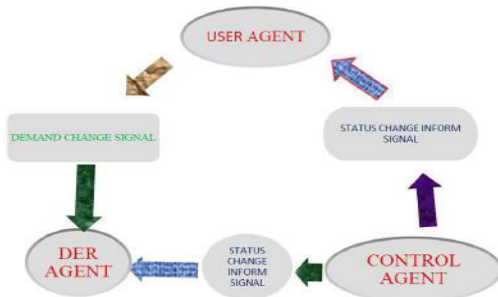 USER AGENT
DEMAND CHANGE SIGNAL
STATUS CHANGE INFORM
SIGNAL
DER
AGENT
STATUS
CHANGE
INFORM
SIGNAL
CONTROL
AGENT